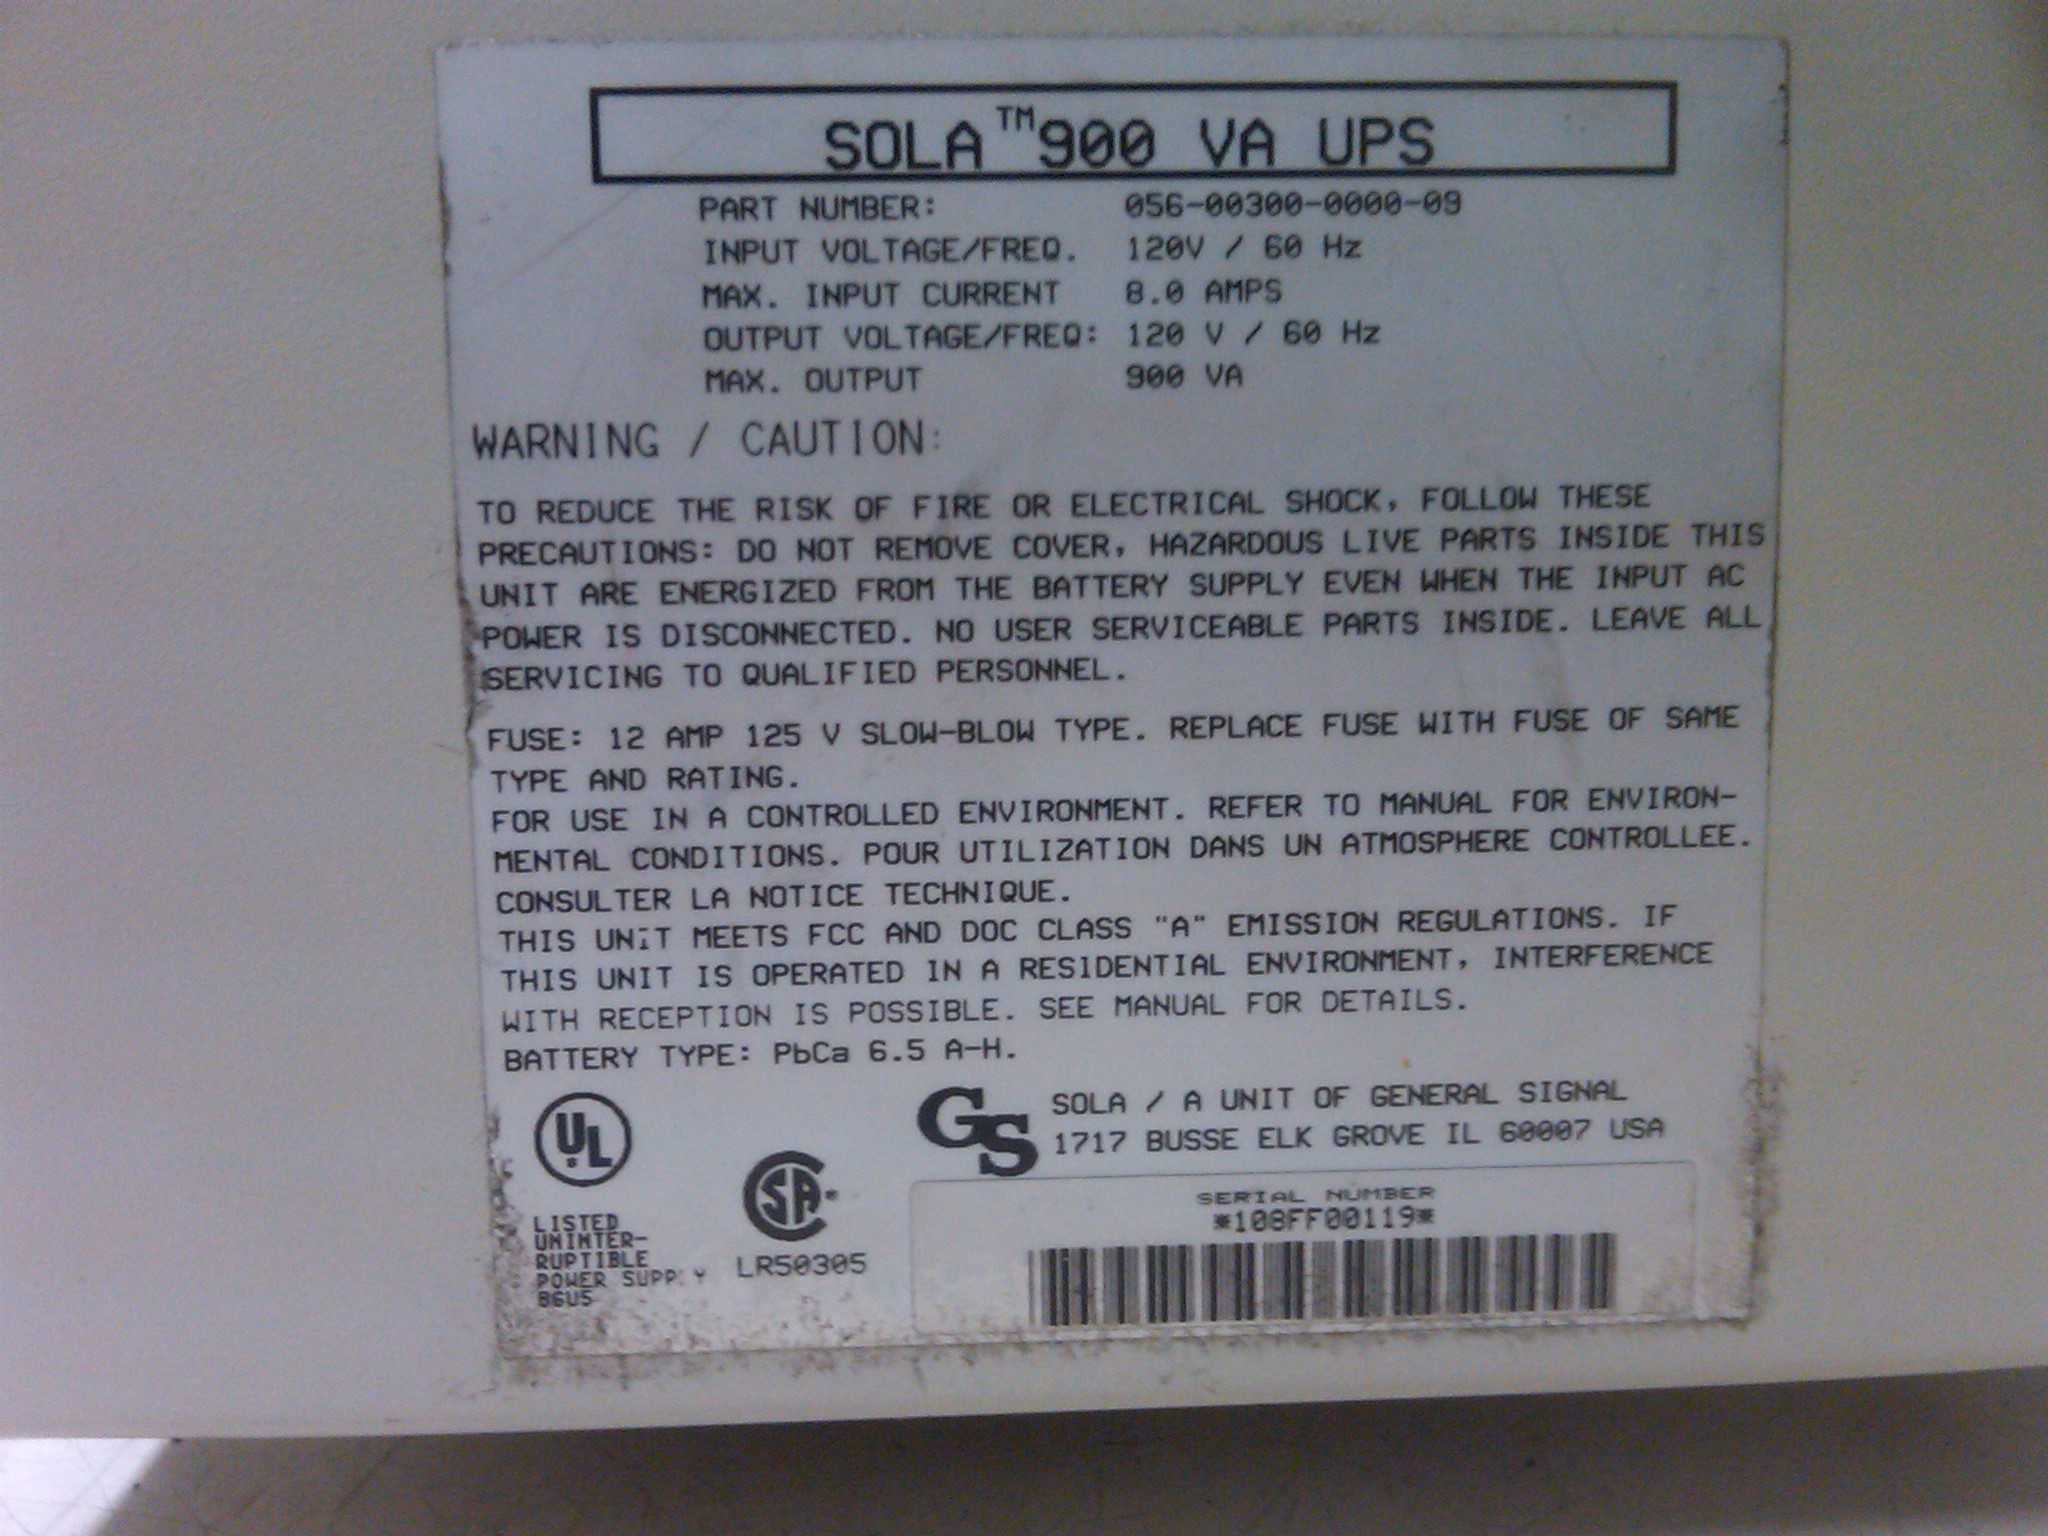 SOLA™900 VA UPS
PART NUMBER: 056-00300-0000-09
INPUT VOLTAGE/FREQ. 120V / 60 Hz
MAX. INPUT CURRENT 8.0 AMPS
OUTPUT VOLTAGE/FREQ: 120 V / 60 Hz
MAX. OUTPUT 900 VA
WARNING / CAUTION:
TO REDUCE THE RISK OF FIRE OR ELECTRICAL SHOCK, FOLLOW THESE
PRECAUTIONS: DO NOT REMOVE COVER, HAZARDOUS LIVE PARTS INSIDE THIS
UNIT ARE ENERGIZED FROM THE BATTERY SUPPLY EVEN WHEN THE INPUT AC
POWER IS DISCONNECTED. NO USER SERVICEABLE PARTS INSIDE. LEAVE ALL
SERVICING TO QUALIFIED PERSONNEL.
FUSE: 12 AMP 125 V SLOW-BLOW TYPE. REPLACE FUSE WITH FUSE OF SAME
TYPE AND RATING.
FOR USE IN A CONTROLLED ENVIRONMENT. REFER TO MANUAL FOR ENVIRON-
MENTAL CONDITIONS. POUR UTILIZATION DANS UN ATMOSPHERE CONTROLLEE.
CONSULTER LA NOTICE TECHNIQUE.
THIS UNIT MEETS FCC AND DOC CLASS "A" EMISSION REGULATIONS. IF
THIS UNIT IS OPERATED IN A RESIDENTIAL ENVIRONMENT, INTERFERENCE
WITH RECEPTION IS POSSIBLE. SEE MANUAL FOR DETAILS.
BATTERY TYPE: PbCa 6.5 A-H.
UL
LISTED
UNINTER-
RUPTIBLE
POWER SUPPLY
86U5
SA®
LR50305
GS
SOLA / A UNIT OF GENERAL SIGNAL
1717 BUSSE ELK GROVE IL 60007 USA
SERIAL NUMBER
*108FF00119*